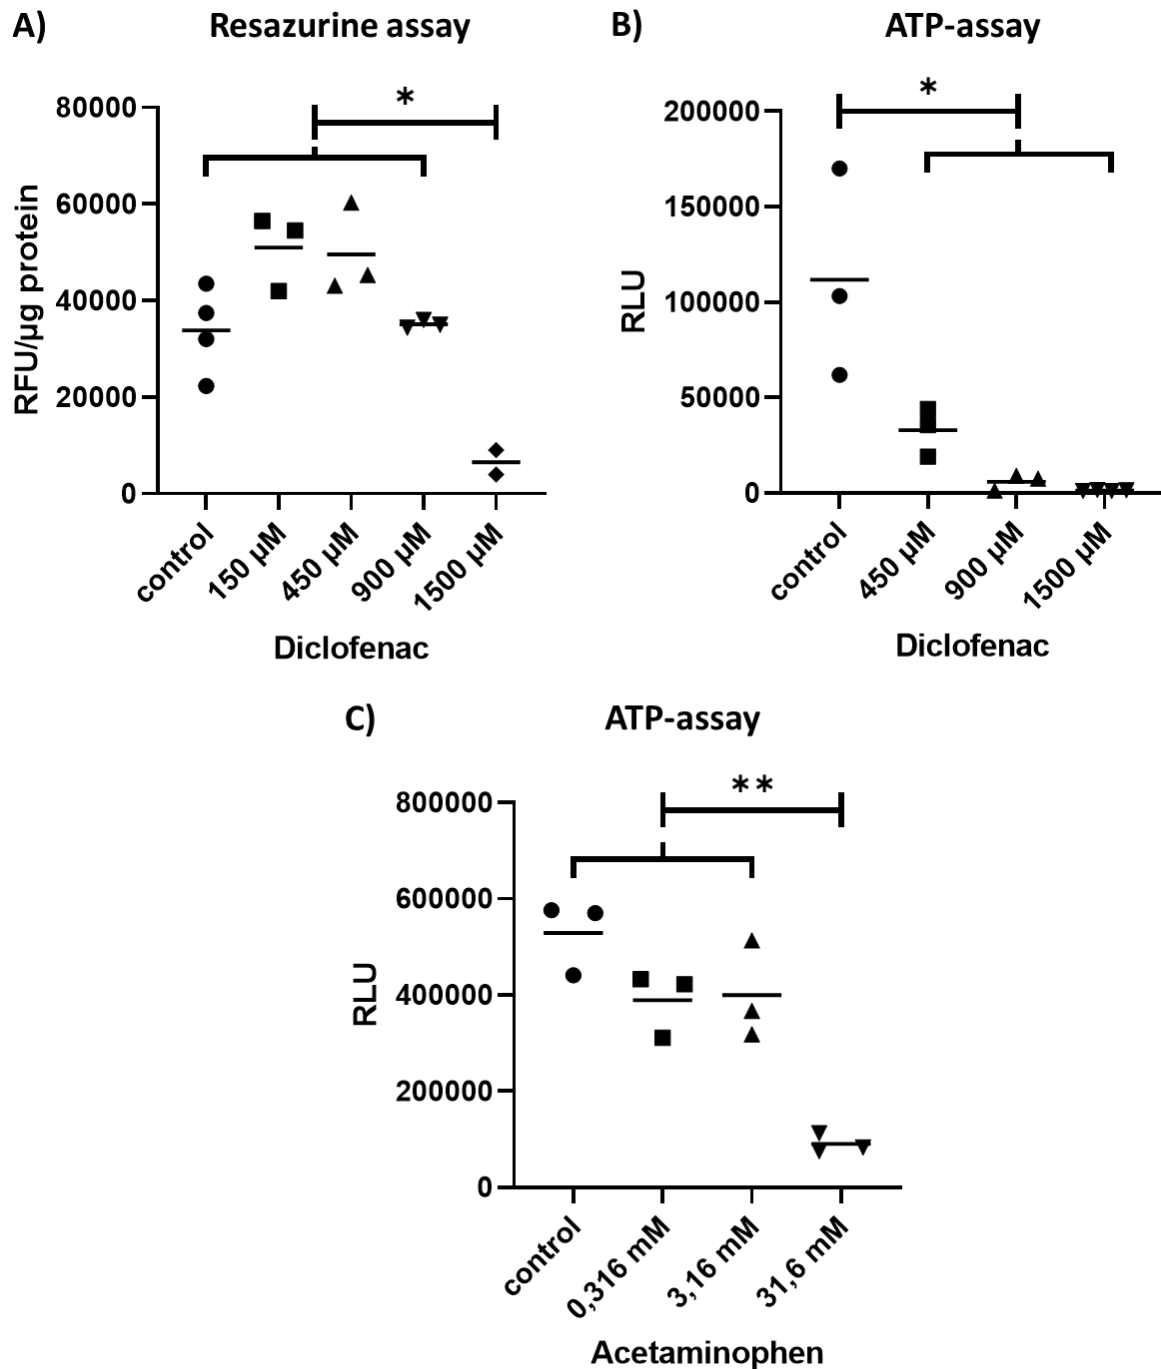 A) Resazurine assay
RFU/µg protein
80000
60000
40000
20000
0
*
control
150 µM
450 µM
900 µM
1500 µM
Diclofenac
B) ATP-assay
RLU
200000
150000
100000
50000
0
*
control
450 µM
900 µM
1500 µM
Diclofenac
C) ATP-assay
RLU
800000
600000
400000
200000
0
**
control
0,316 mM
3,16 mM
31,6 mM
Acetaminophen